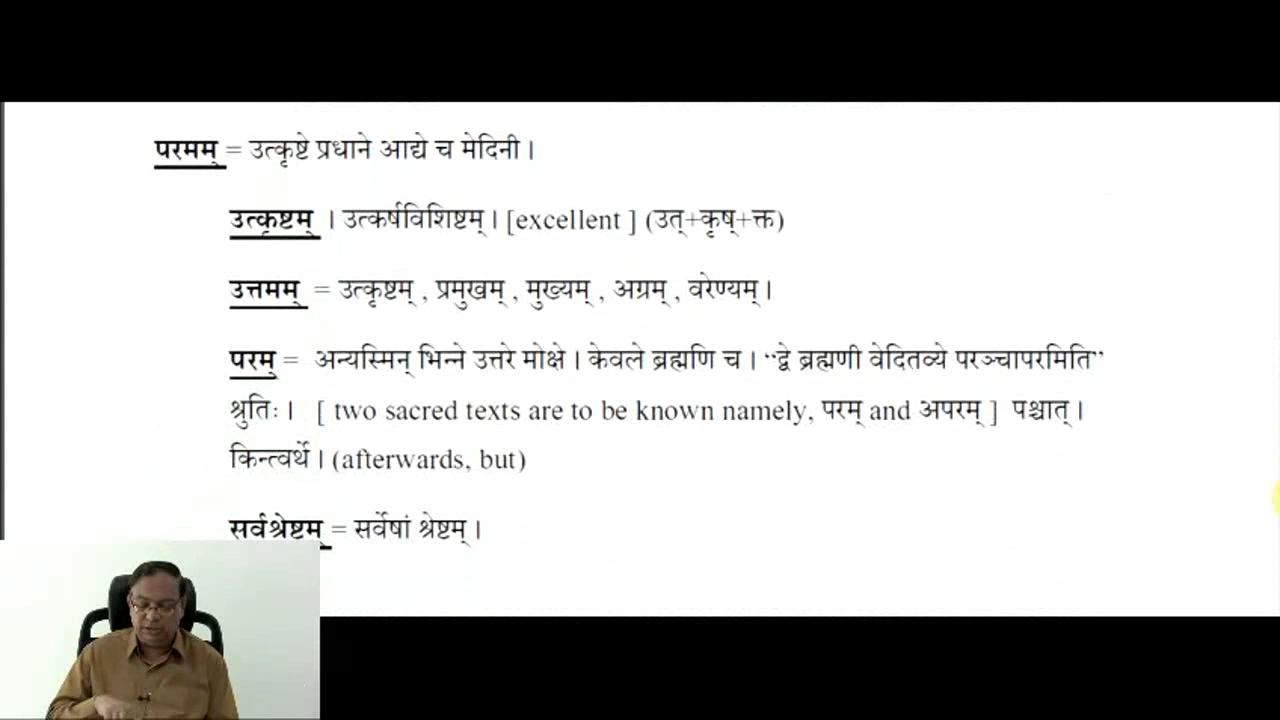 परमम् = उत्कृष्टे प्रधाने आद्ये च मेदिनी ।
उत्कृष्टम् । उत्कर्षविशिष्टम् । [excellent ] (उत्+कृष्+क्त)
उत्तमम् = उत्कृष्टम् , प्रमुखम् , मुख्यम् , अग्रम् , वरेण्यम् ।
परम् = अन्यस्मिन् भिन्ने उत्तरे मोक्षे । केवले ब्रह्मणि च । “द्वे ब्रह्मणी वेदितव्ये परञ्चापरमिति”
श्रुतिः । [ two sacred texts are to be known namely, परम् and अपरम् ] पश्चात् ।
किन्त्वर्थे । (afterwards, but)
सर्वश्रेष्टम् = सर्वेषां श्रेष्टम् ।